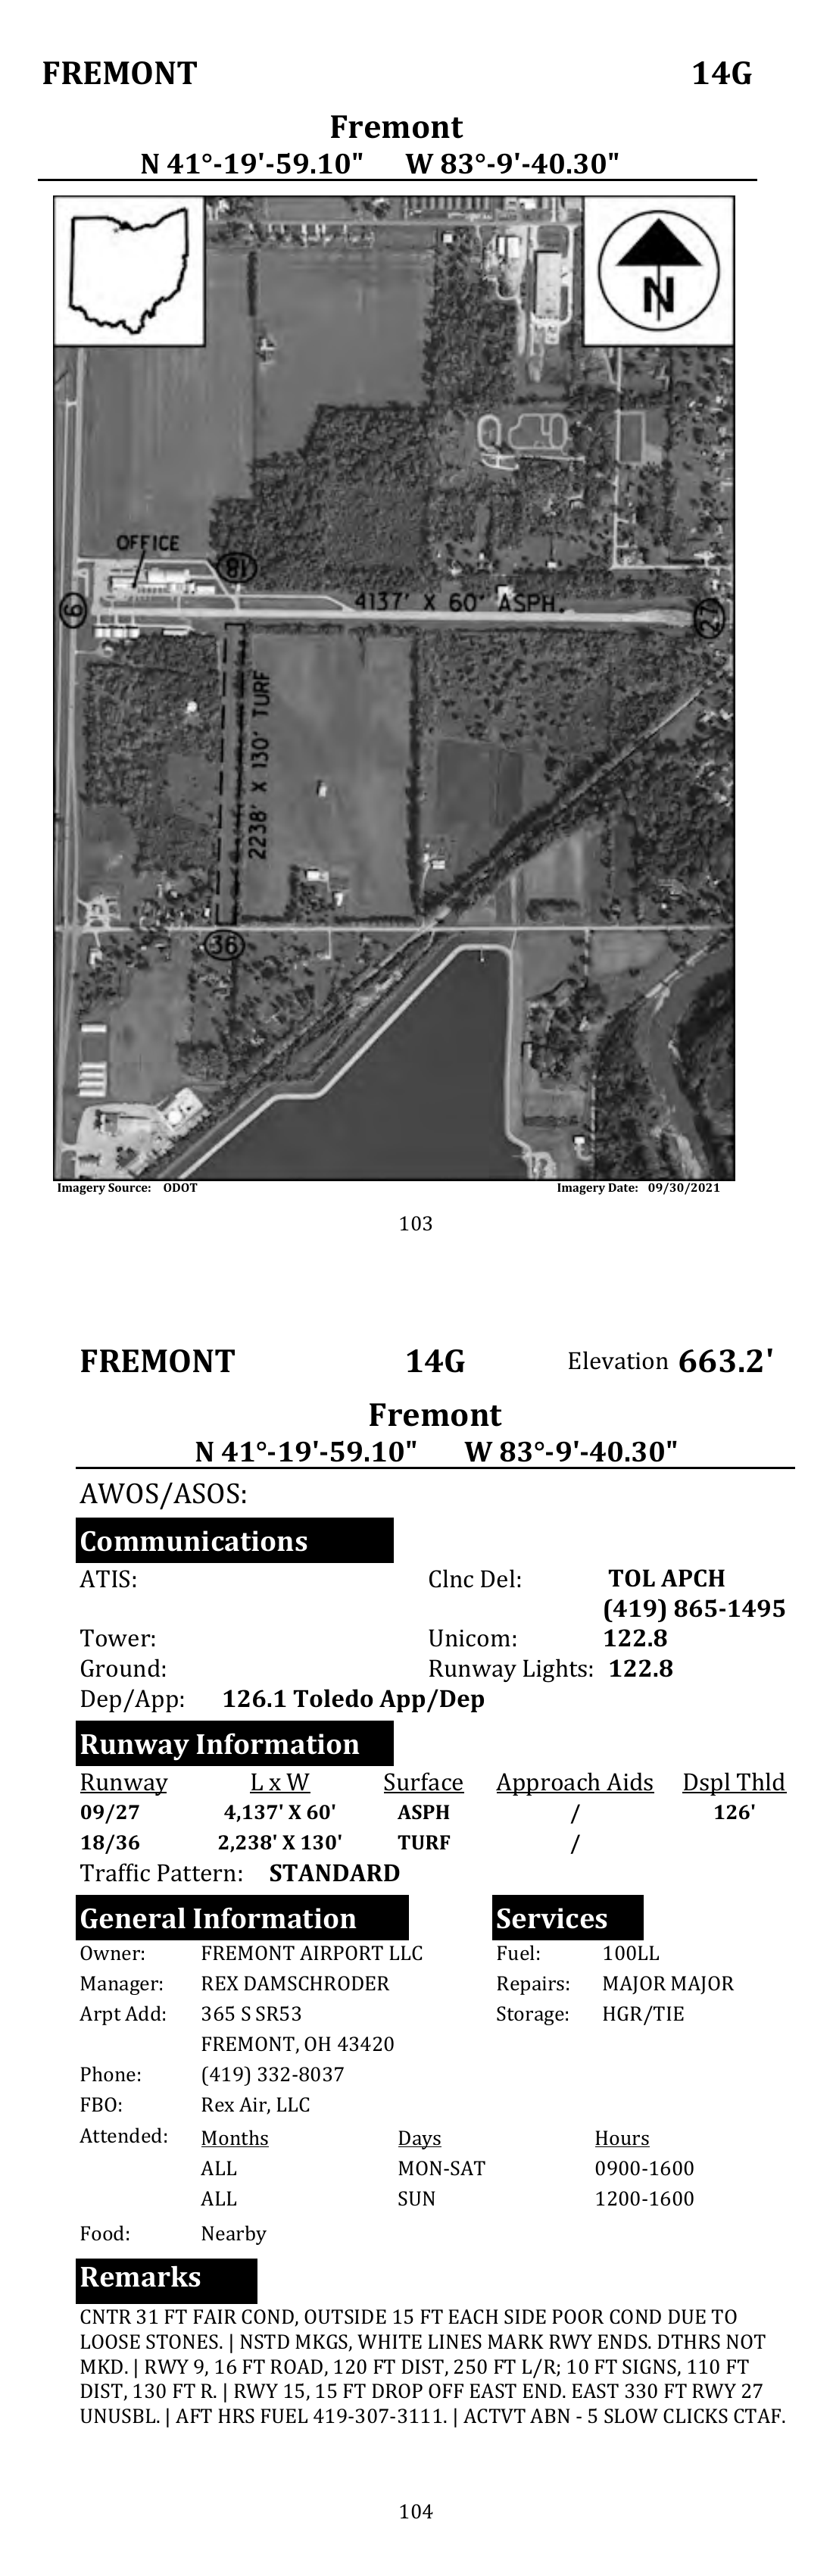 FREMONT 14G
Fremont
N 41°-19'-59.10" W 83°-9'-40.30"
N
OFFICE
18
9
4137' X 60' ASPH.
27
2238' X 130' TURF
36
Imagery Source: ODOT Imagery Date: 09/30/2021
103
FREMONT 14G Elevation 663.2'
Fremont
N 41°-19'-59.10" W 83°-9'-40.30"
AWOS/ASOS:
Communications
ATIS: Clnc Del: TOL APCH
(419) 865-1495
Tower: Unicom: 122.8
Ground: Runway Lights: 122.8
Dep/App: 126.1 Toledo App/Dep
Runway Information
Runway L x W Surface Approach Aids Dspl Thld
09/27 4,137' X 60' ASPH / 126'
18/36 2,238' X 130' TURF /
Traffic Pattern: STANDARD
General Information Services
Owner: FREMONT AIRPORT LLC Fuel: 100LL
Manager: REX DAMSCHRODER Repairs: MAJOR MAJOR
Arpt Add: 365 S SR53 Storage: HGR/TIE
FREMONT, OH 43420
Phone: (419) 332-8037
FBO: Rex Air, LLC
Attended: Months Days Hours
ALL MON-SAT 0900-1600
ALL SUN 1200-1600
Food: Nearby
Remarks
CNTR 31 FT FAIR COND, OUTSIDE 15 FT EACH SIDE POOR COND DUE TO
LOOSE STONES. | NSTD MKGS, WHITE LINES MARK RWY ENDS. DTHRS NOT
MKD. | RWY 9, 16 FT ROAD, 120 FT DIST, 250 FT L/R; 10 FT SIGNS, 110 FT
DIST, 130 FT R. | RWY 15, 15 FT DROP OFF EAST END. EAST 330 FT RWY 27
UNUSBL. | AFT HRS FUEL 419-307-3111. | ACTVT ABN - 5 SLOW CLICKS CTAF.
104